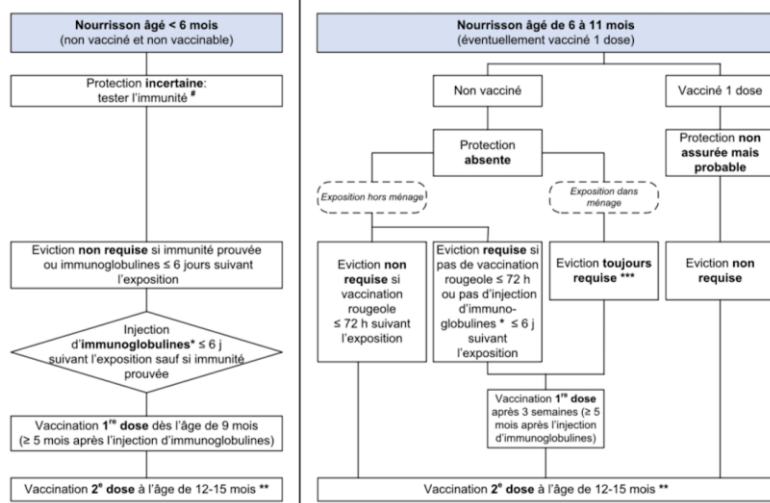 Nourrisson âgé < 6 mois
(non vacciné et non vaccinable)
Protection incertaine:
tester l'immunité #
Eviction non requise si immunité prouvée
ou immunoglobulines ≤ 6 jours suivant
l'exposition
Injection
d'immunoglobulines* ≤ 6 j
suivant l'exposition sauf si immunité
prouvée
Vaccination 1re dose dès l'âge de 9 mois
(≥ 5 mois après l'injection d'immunoglobulines)
Vaccination 2e dose à l'âge de 12-15 mois **
Nourrisson âgé de 6 à 11 mois
(éventuellement vacciné 1 dose)
Non vacciné
Vacciné 1 dose
Protection
absente
Protection non
assurée mais
probable
Exposition hors ménage
Exposition dans
ménage
Eviction non
requise si
vaccination
rougeole
≤ 72 h suivant
l'exposition
Eviction requise si
pas de vaccination
rougeole ≤ 72 h
ou pas d'injection
d'immuno-
globulines * ≤ 6 j
suivant
l'exposition
Eviction toujours
requise ***
Eviction non
requise
Vaccination 1re dose
après 3 semaines (≥ 5
mois après l'injection
d'immunoglobulines)
Vaccination 2e dose à l'âge de 12-15 mois **